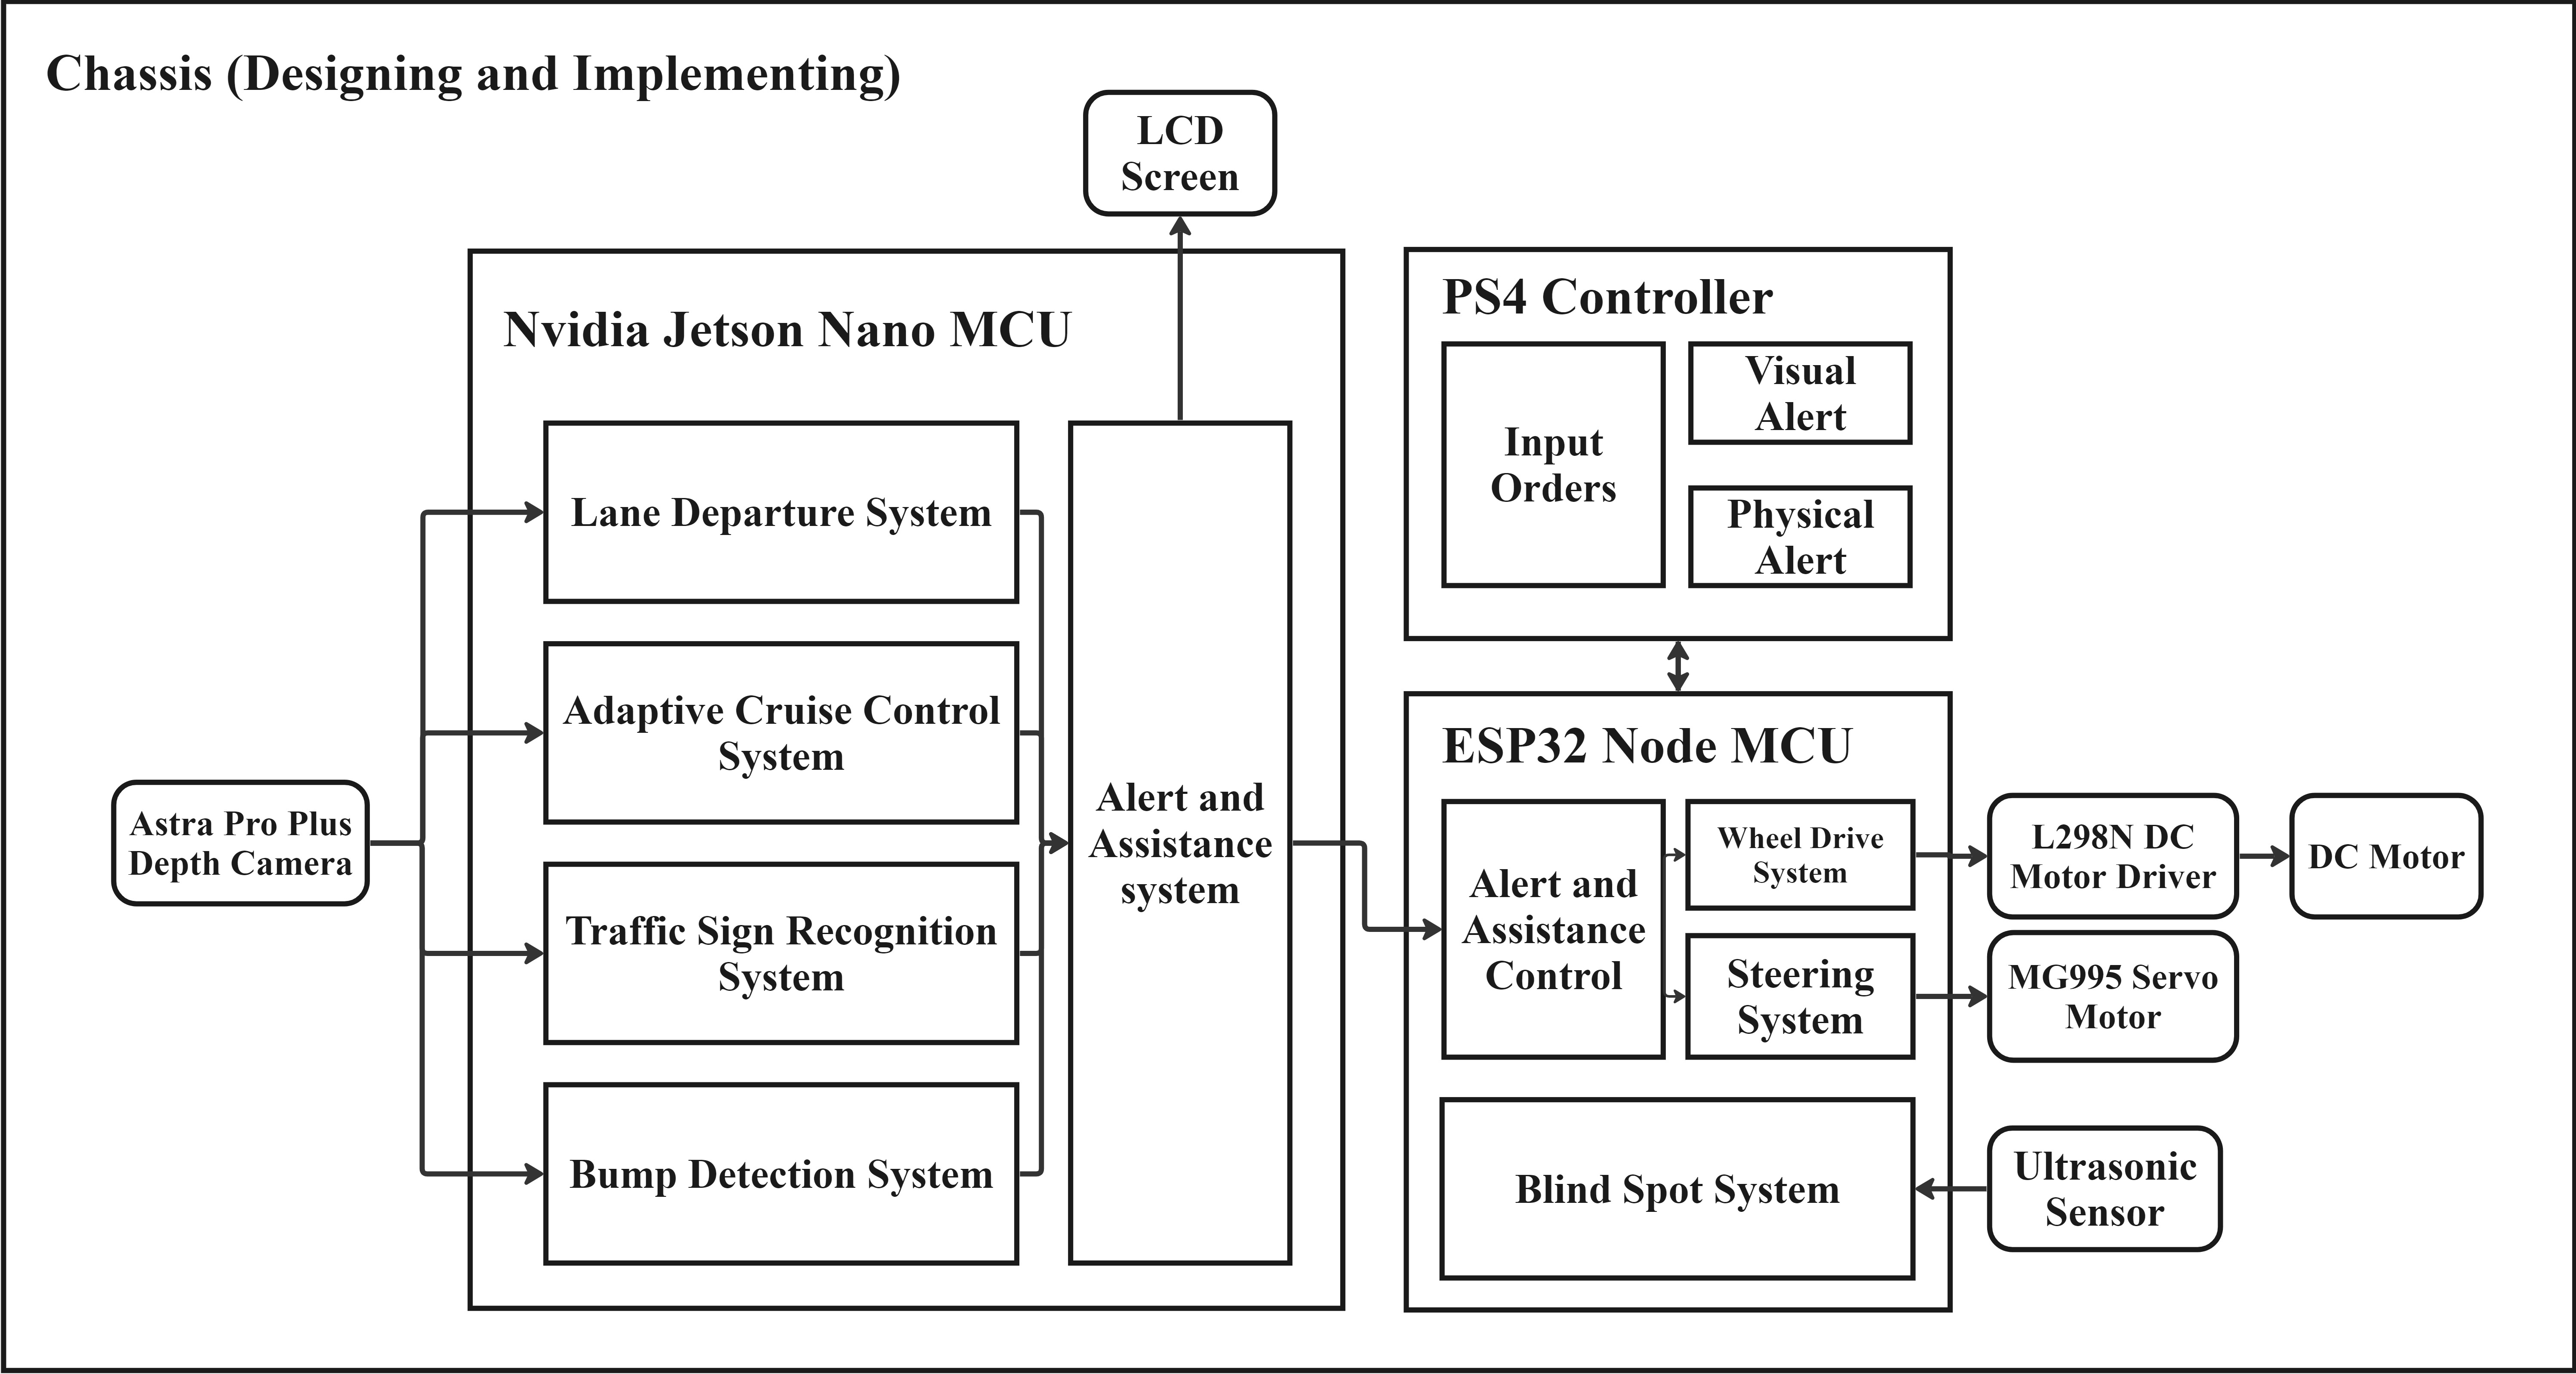 Chassis (Designing and Implementing)
LCD
Screen
Nvidia Jetson Nano MCU
Lane Departure System
Adaptive Cruise Control
System
Traffic Sign Recognition
System
Bump Detection System
Astra Pro Plus
Depth Camera
Alert and
Assistance
system
PS4 Controller
Input
Orders
Visual
Alert
Physical
Alert
ESP32 Node MCU
Alert and
Assistance
Control
Wheel Drive
System
Steering
System
Blind Spot System
L298N DC
Motor Driver
DC Motor
MG995 Servo
Motor
Ultrasonic
Sensor